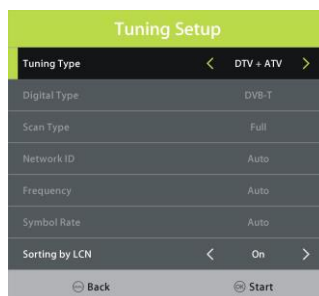 Tuning Setup
Tuning Type < DTV + ATV >
Digital Type DVB-T
Scan Type Full
Network ID Auto
Frequency Auto
Symbol Rate Auto
Sorting by LCN < On >
Back OK Start